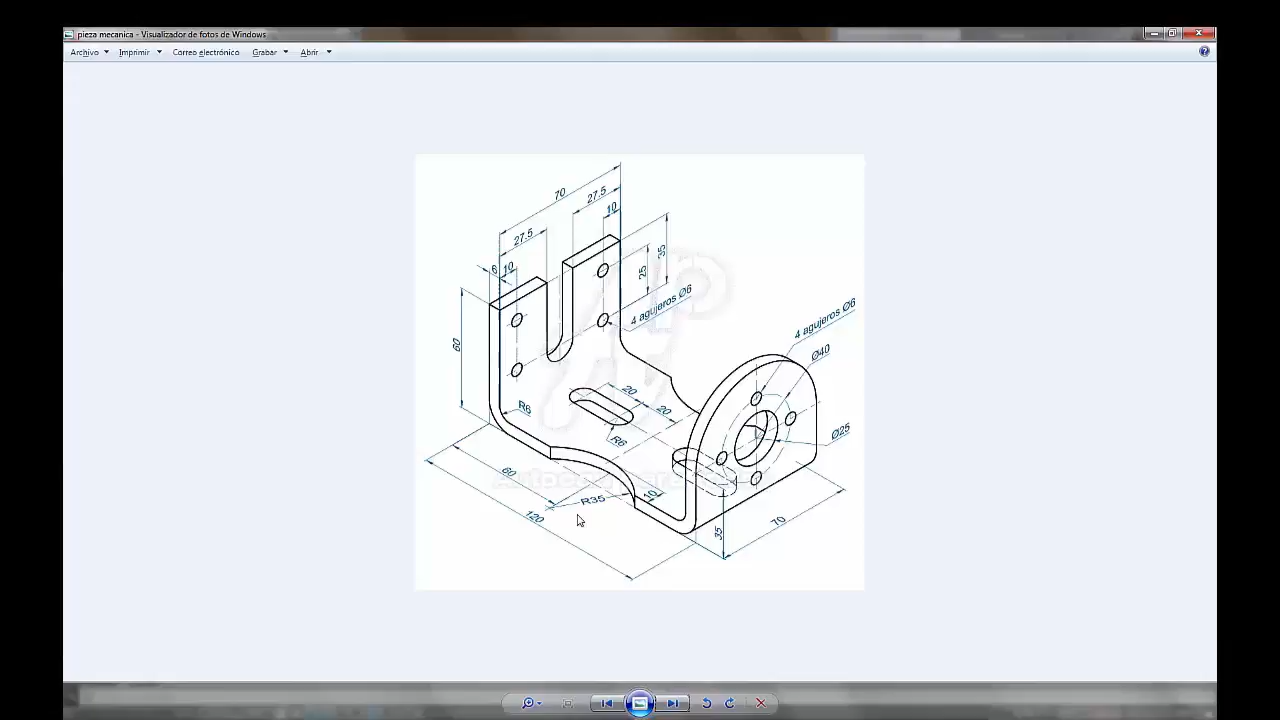 pieza mecanica - Visualizador de fotos de Windows
Archivo Imprimir Correo electrónico Grabar Abrir
70
27.5
10
27.5
6 10
35
25
4 agujeros Ø6
4 agujeros Ø6
60
Ø40
20
20
R6
Ø25
R6
60
10
R35
120
35
70